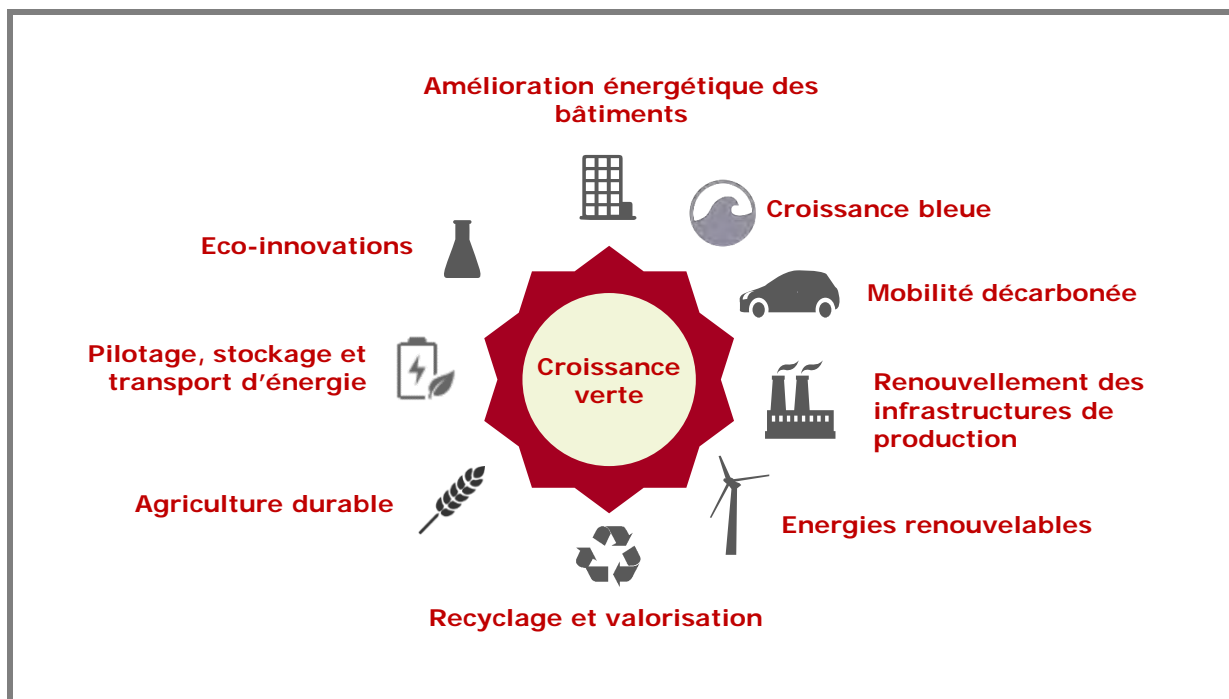 Amélioration énergétique des
bâtiments
Croissance bleue
Eco-innovations
Mobilité décarbonée
Pilotage, stockage et
transport d’énergie
Croissance
verte
Renouvellement des
infrastructures de
production
Agriculture durable
Energies renouvelables
Recyclage et valorisation